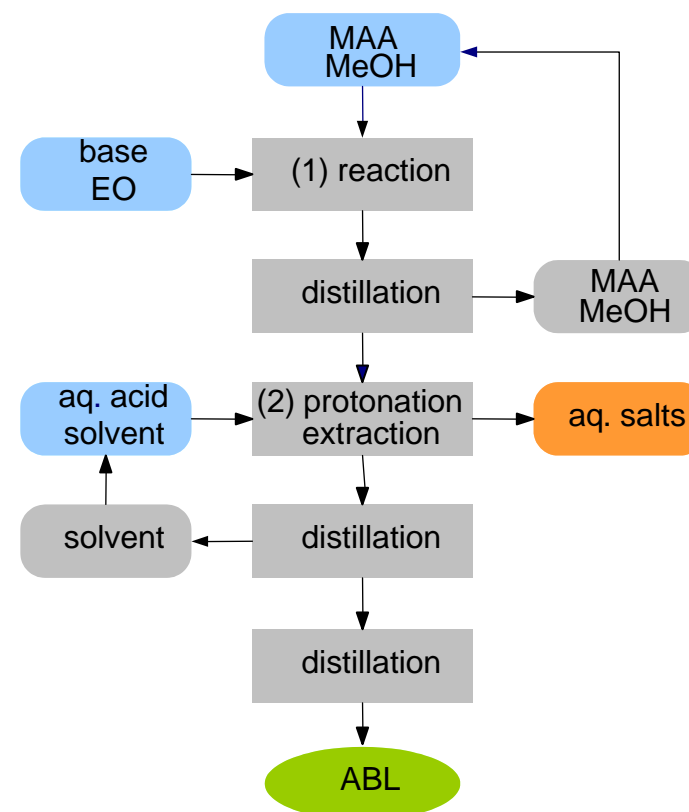 MAA
MeOH
base
EO
(1) reaction
distillation
MAA
MeOH
aq. acid
solvent
(2) protonation
extraction
aq. salts
solvent
distillation
distillation
ABL